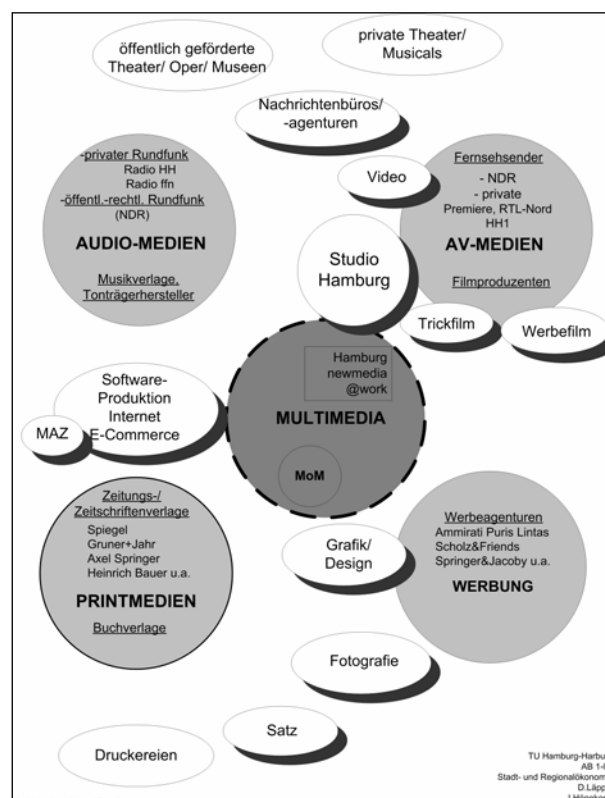 öffentlich geförderte
Theater/ Oper/ Museen
private Theater/
Musicals
Nachrichtenbüros/
-agenturen
-privater Rundfunk
Radio HH
Radio ffn
-öffentl.-rechtl. Rundfunk
(NDR)
AUDIO-MEDIEN
Musikverlage,
Tonträgerhersteller
Video
Fernsehsender
- NDR
- private
Premiere, RTL-Nord
HH1
AV-MEDIEN
Filmproduzenten
Studio
Hamburg
Trickfilm
Werbefilm
Hamburg
newmedia
@work
MULTIMEDIA
MoM
Software-
Produktion
Internet
E-Commerce
MAZ
Zeitungs-/
Zeitschriftenverlage
Spiegel
Gruner+Jahr
Axel Springer
Heinrich Bauer u.a.
PRINTMEDIEN
Buchverlage
Grafik/
Design
Werbeagenturen
Ammirati Puris Lintas
Scholz&Friends
Springer&Jacoby u.a.
WERBUNG
Fotografie
Satz
Druckereien
TU Hamburg-Harbu
AB 1-
Stadt- und Regionalökonom
D.Läpp